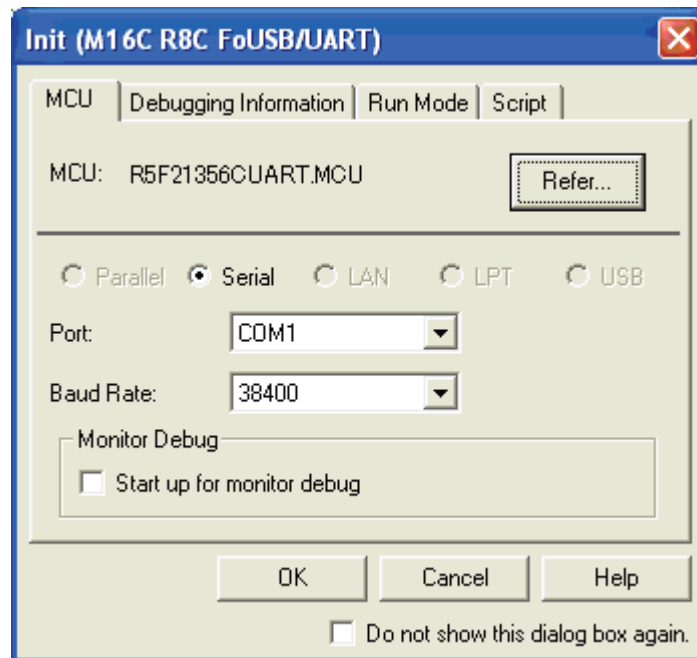 Init (M16C R8C FoUSB/UART)
MCU Debugging Information Run Mode Script
MCU: R5F21356CUART.MCU Refer...
Parallel Serial LAN LPT USB
Port: COM1
Baud Rate: 38400
Monitor Debug
Start up for monitor debug
OK Cancel Help
Do not show this dialog box again.